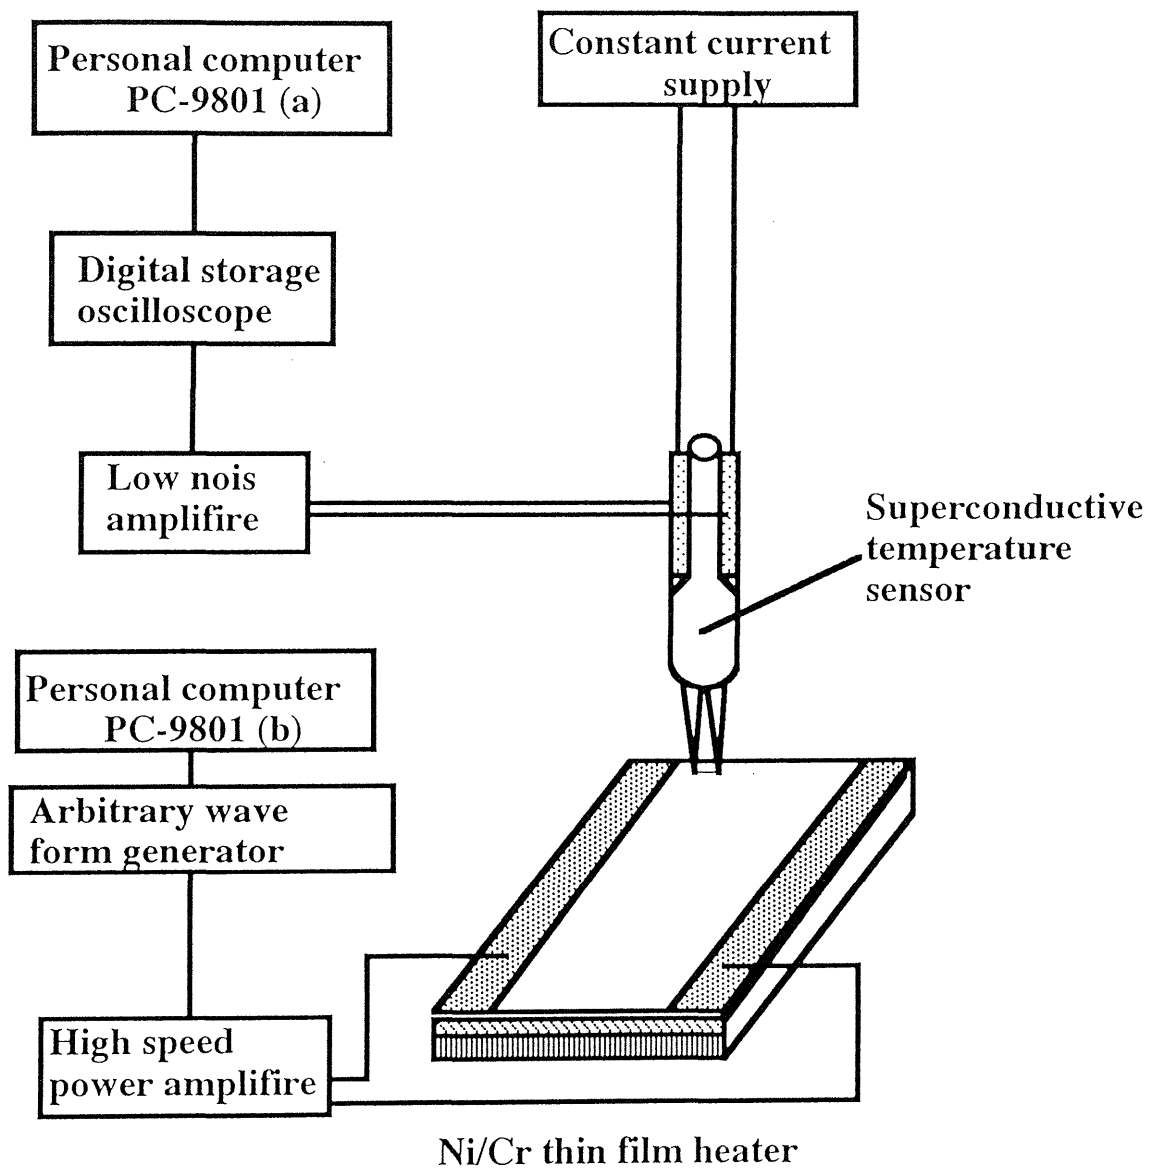 Personal computer
PC-9801 (a)
Constant current
supply
Digital storage
oscilloscope
Low nois
amplifire
Superconductive
temperature
sensor
Personal computer
PC-9801 (b)
Arbitrary wave
form generator
High speed
power amplifire
Ni/Cr thin film heater